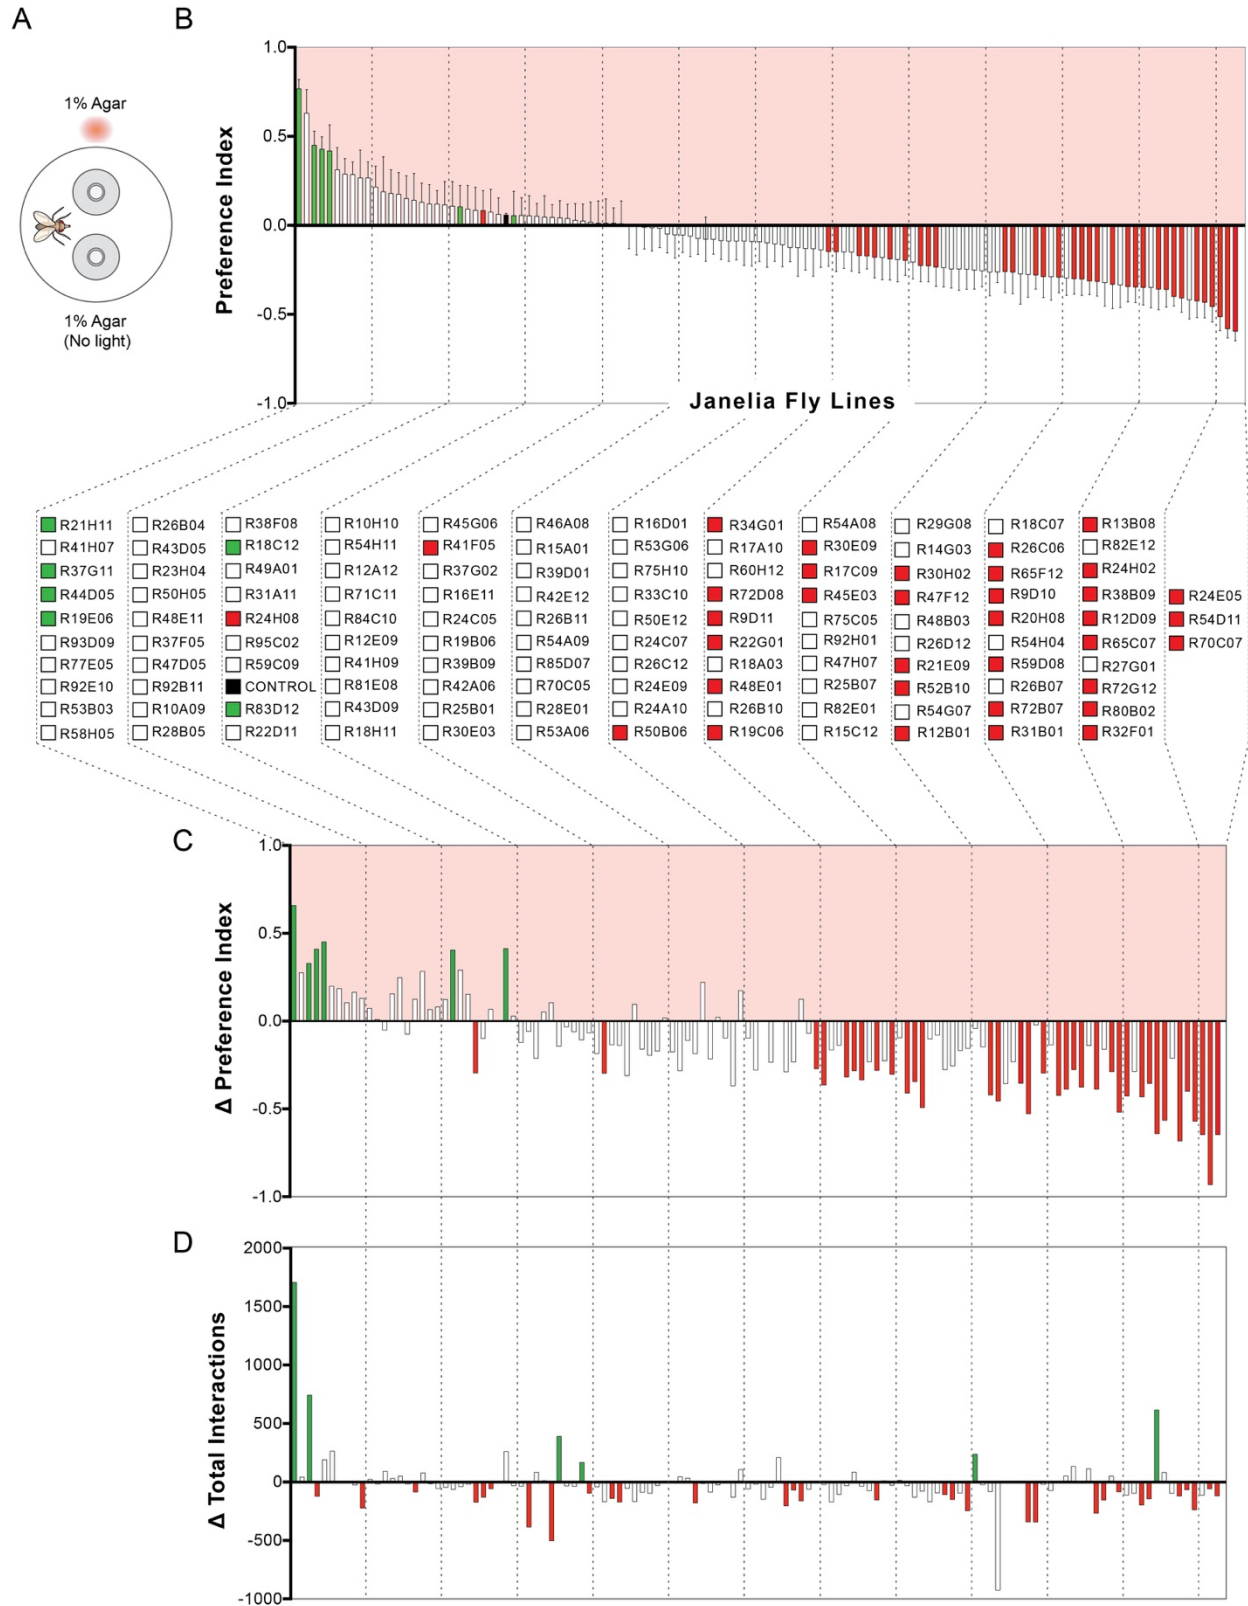 A
B
1% Agar
1% Agar
(No light)
Preference Index
1.0
0.5
0.0
-0.5
-1.0
Janelia Fly Lines
R21H11
R41H07
R37G11
R44D05
R19E06
R93D09
R77E05
R92E10
R53B03
R58H05
R26B04
R43D05
R23H04
R50H05
R48E11
R37F05
R47D05
R92B11
R10A09
R28B05
R38F08
R18C12
R49A01
R31A11
R24H08
R95C02
R59C09
CONTROL
R83D12
R22D11
R10H10
R54H11
R12A12
R71C11
R84C10
R12E09
R41H09
R81E08
R43D09
R18H11
R45G06
R41F05
R37G02
R16E11
R24C05
R19B06
R39B09
R42A06
R25B01
R30E03
R46A08
R15A01
R39D01
R42E12
R26B11
R54A09
R85D07
R70C05
R28E01
R53A06
R16D01
R53G06
R75H10
R33C10
R50E12
R24C07
R26C12
R24E09
R24A10
R50B06
R34G01
R17A10
R60H12
R72D08
R9D11
R22G01
R18A03
R48E01
R26B10
R19C06
R54A08
R30E09
R17C09
R45E03
R75C05
R92H01
R47H07
R25B07
R82E01
R15C12
R29G08
R14G03
R30H02
R47F12
R48B03
R26D12
R21E09
R52B10
R54G07
R12B01
R18C07
R26C06
R65F12
R9D10
R20H08
R54H04
R59D08
R26B07
R72B07
R31B01
R13B08
R82E12
R24H02
R38B09
R12D09
R65C07
R27G01
R72G12
R80B02
R32F01
R24E05
R54D11
R70C07
C
Δ Preference Index
1.0
0.5
0.0
-0.5
-1.0
D
Δ Total Interactions
2000
1500
1000
500
0
-500
-1000